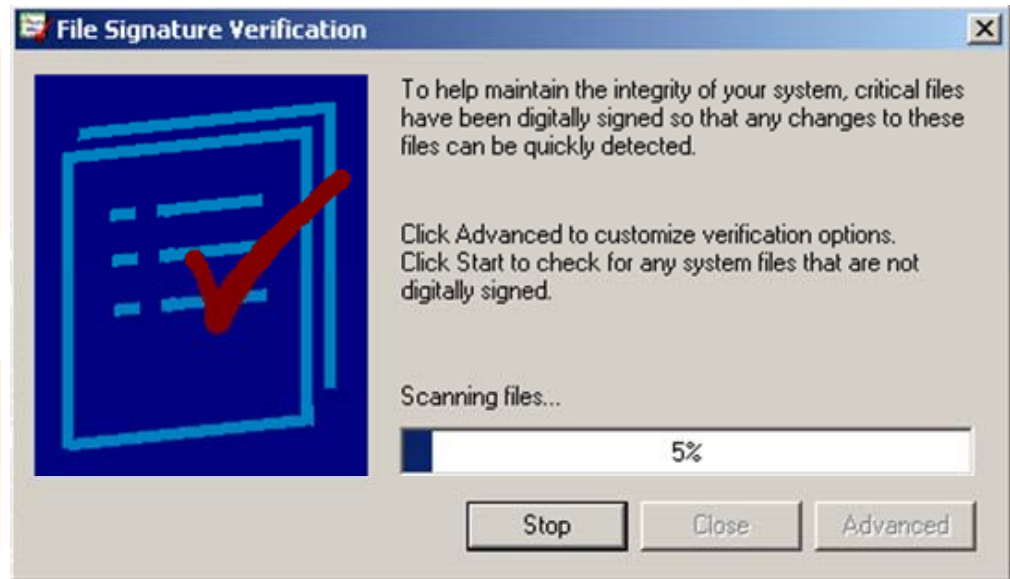 File Signature Verification
To help maintain the integrity of your system, critical files
have been digitally signed so that any changes to these
files can be quickly detected.
Click Advanced to customize verification options.
Click Start to check for any system files that are not
digitally signed.
Scanning files...
5%
Stop Close Advanced